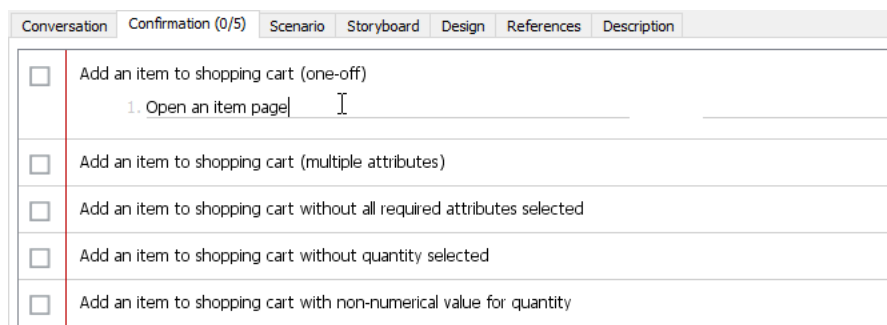 Conversation Confirmation (0/5) Scenario Storyboard Design References Description
Add an item to shopping cart (one-off)
1. Open an item page
Add an item to shopping cart (multiple attributes)
Add an item to shopping cart without all required attributes selected
Add an item to shopping cart without quantity selected
Add an item to shopping cart with non-numerical value for quantity